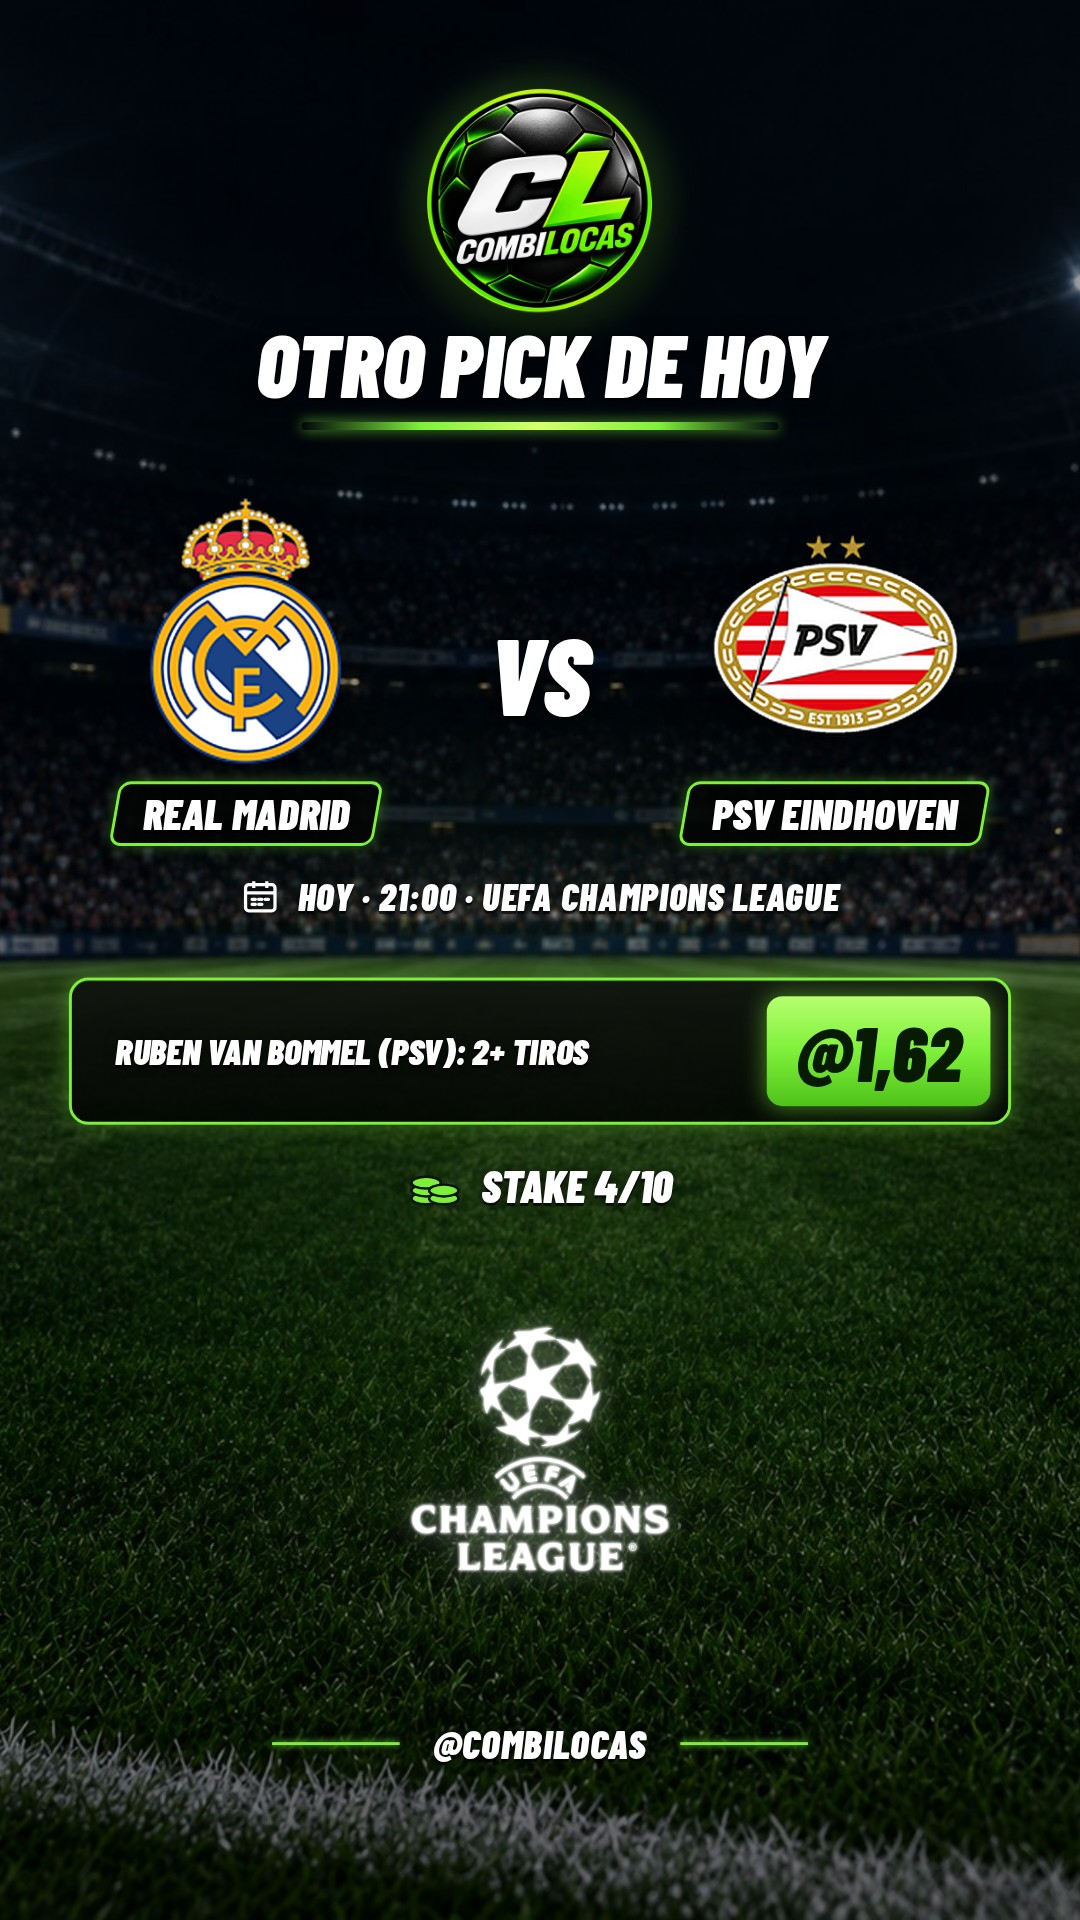 CL
COMBILOCAS
OTRO PICK DE HOY
PSV
EST 1913
VS
REAL MADRID
PSV EINDHOVEN
HOY · 21:00 · UEFA CHAMPIONS LEAGUE
RUBEN VAN BOMMEL (PSV): 2+ TIROS
@1,62
STAKE 4/10
UEFA
CHAMPIONS
LEAGUE®
@COMBILOCAS